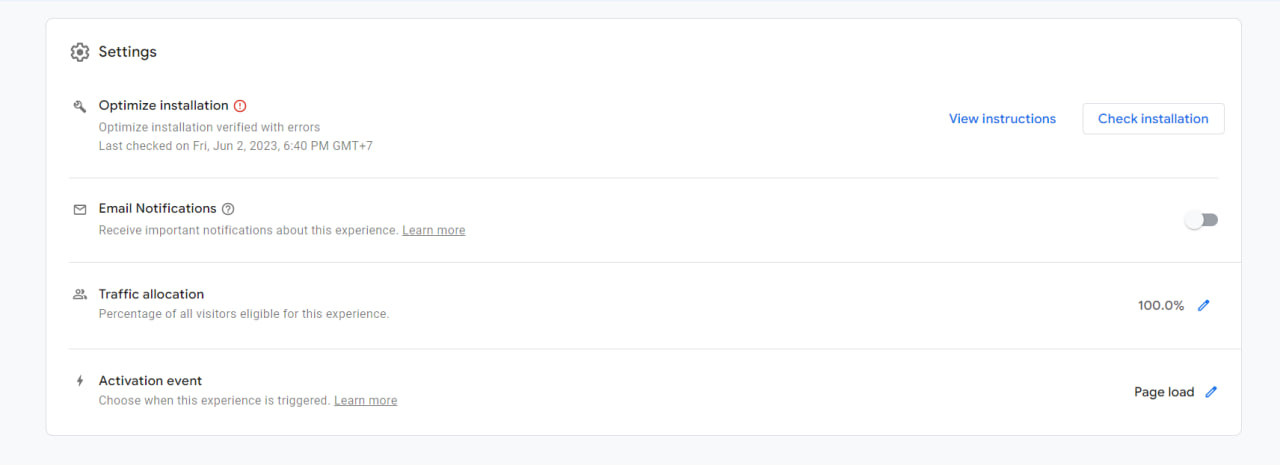 Settings
Optimize installation
Optimize installation verified with errors
Last checked on Fri, Jun 2, 2023, 6:40 PM GMT+7
View instructions
Check installation
Email Notifications
Receive important notifications about this experience. Learn more
Traffic allocation
Percentage of all visitors eligible for this experience.
100.0%
Activation event
Choose when this experience is triggered. Learn more
Page load